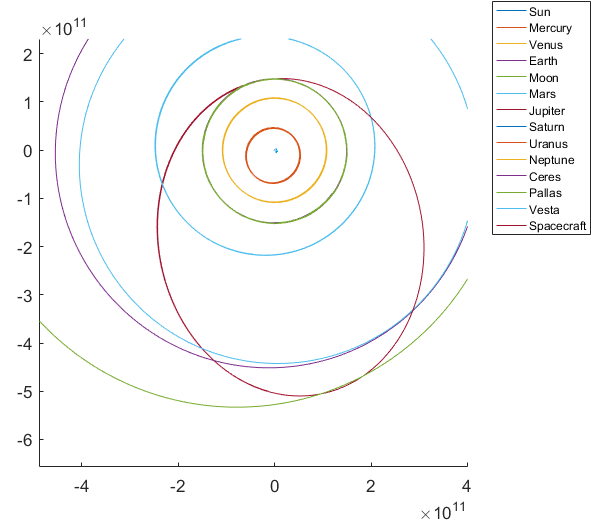 ×10^11
2
1
0
-1
-2
-3
-4
-5
-6
-4
-2
0
2
4
×10^11
Sun
Mercury
Venus
Earth
Moon
Mars
Jupiter
Saturn
Uranus
Neptune
Ceres
Pallas
Vesta
Spacecraft